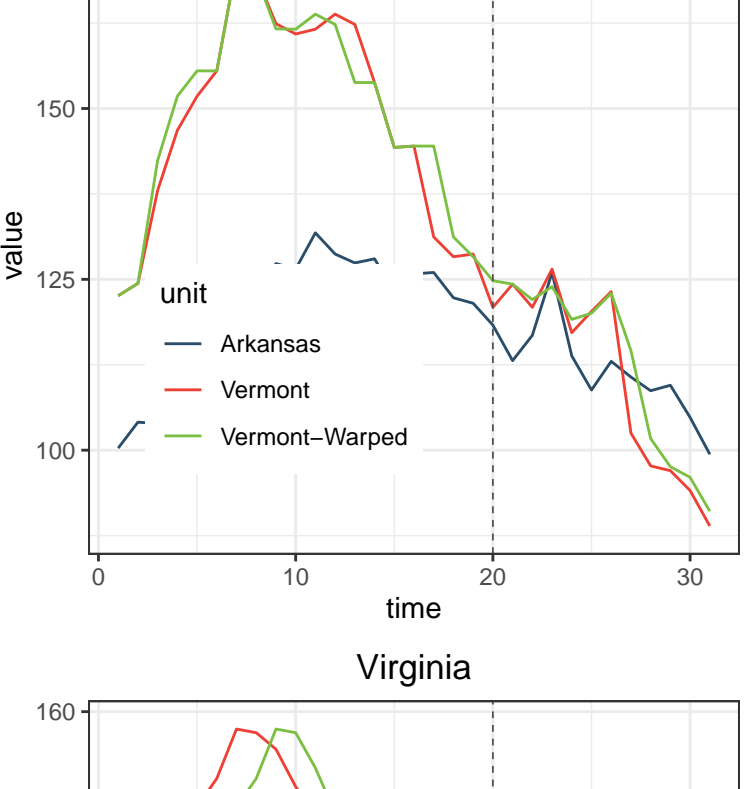 150
125
100
value
unit
Arkansas
Vermont
Vermont−Warped
0 10 20 30
time
Virginia
160